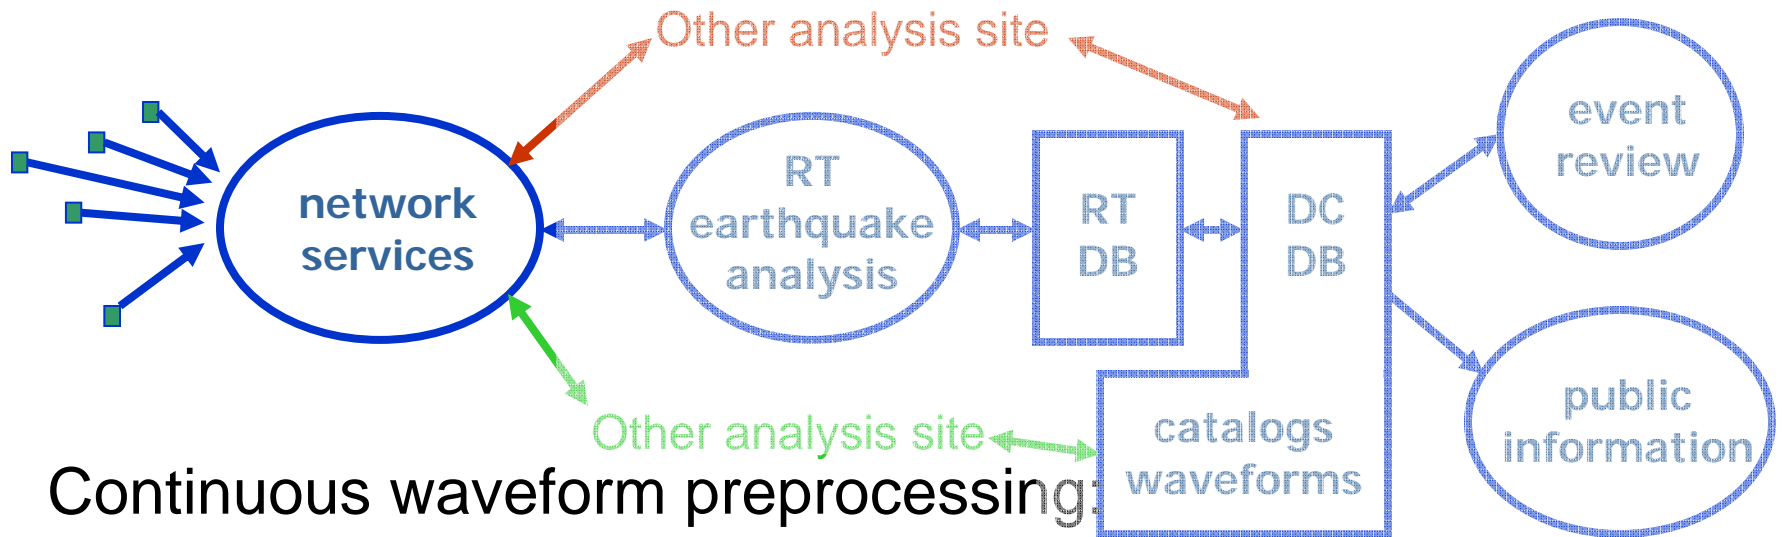 Other analysis site
network
services
RT
earthquake
analysis
RT
DB
DC
DB
event
review
Other analysis site
catalogs
waveforms
public
information
Continuous waveform preprocessing: